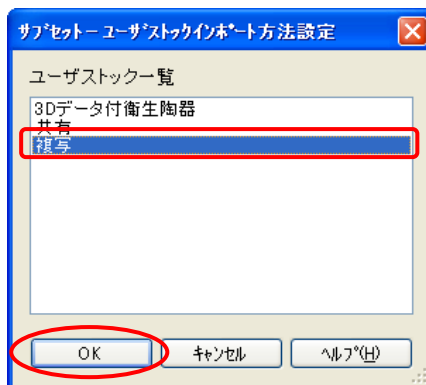 サブセット－ユーザストックインポート方法設定
ユーザストック一覧
3Dデータ付衛生陶器
共有
複写
OK
キャンセル
ヘルプ(H)